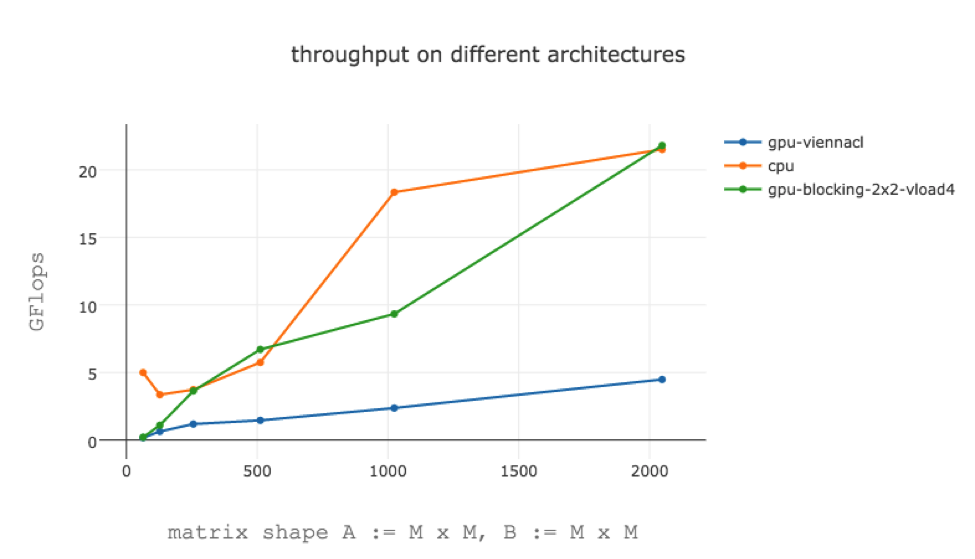 throughput on different architectures
gpu-viennacl
cpu
gpu-blocking-2x2-vload4
GFlops
20
15
10
5
0
0
500
1000
1500
2000
matrix shape A := M x M, B := M x M